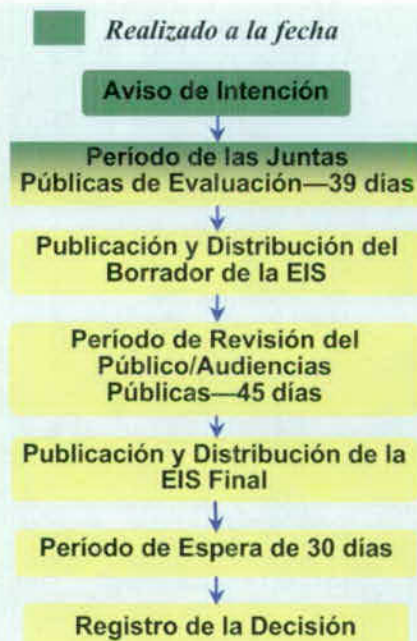 Realizado a la fecha
Aviso de Intención
Período de las Juntas
Públicas de Evaluación—39 días
Publicación y Distribución del
Borrador de la EIS
Período de Revisión del
Público/Audiencias
Públicas—45 días
Publicación y Distribución de la
EIS Final
Período de Espera de 30 días
Registro de la Decisión